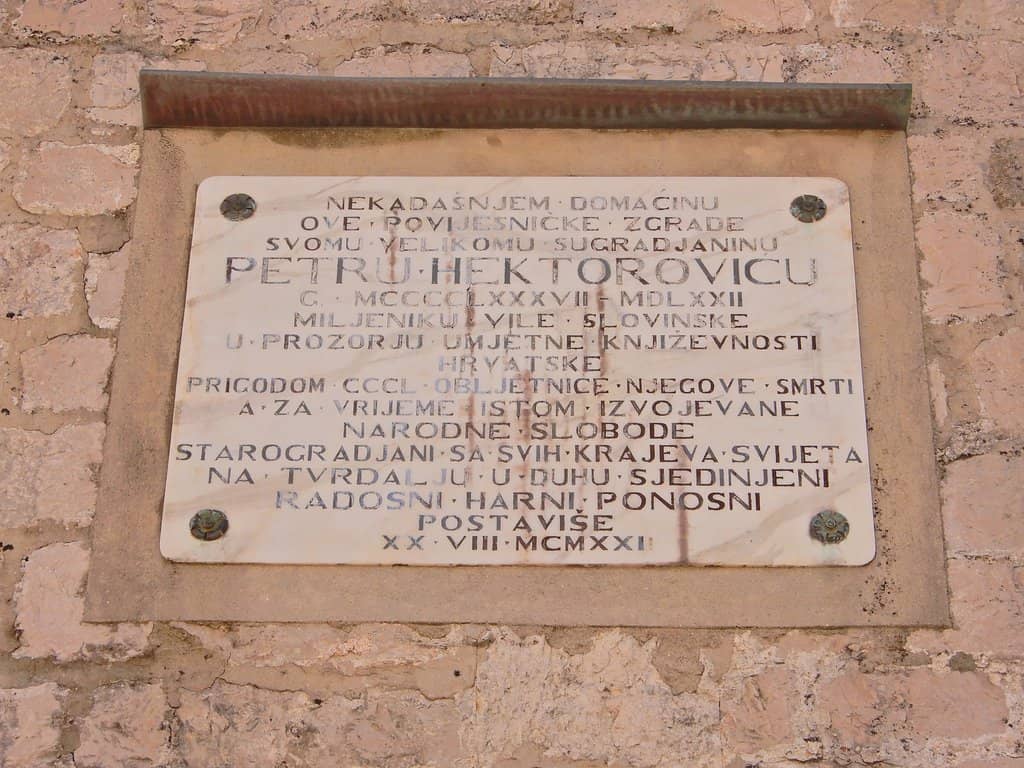 NEKADAŠNJEM · DOMAĆINU
OVE · POVIJESNIČKE · ZGRADE
SVOMU · VELIKOMU · SUGRADJANINU
PETRU · HEKTOROVIĆU
G. · MCCCCLXXXVII - MDLXXII
MILJENIKU · VILE · SLOVINSKE
U · PROZORJU · UMJETNE · KNJIŽEVNOSTI
HRVATSKE
PRIGODOM · CCCL · OBLJETNICE · NJEGOVE · SMRTI
A · ZA · VRIJEME · ISTOM · IZVOJEVANE
NARODNE · SLOBODE
STAROGRADJANI · SA · SVIH · KRAJEVA · SVIJETA
NA · TVRDALJU · U · DUHU · SJEDINJENI
RADOSNI · HARNI · PONOSNI
POSTAVIŠE
XX · VIII · MCMXXII